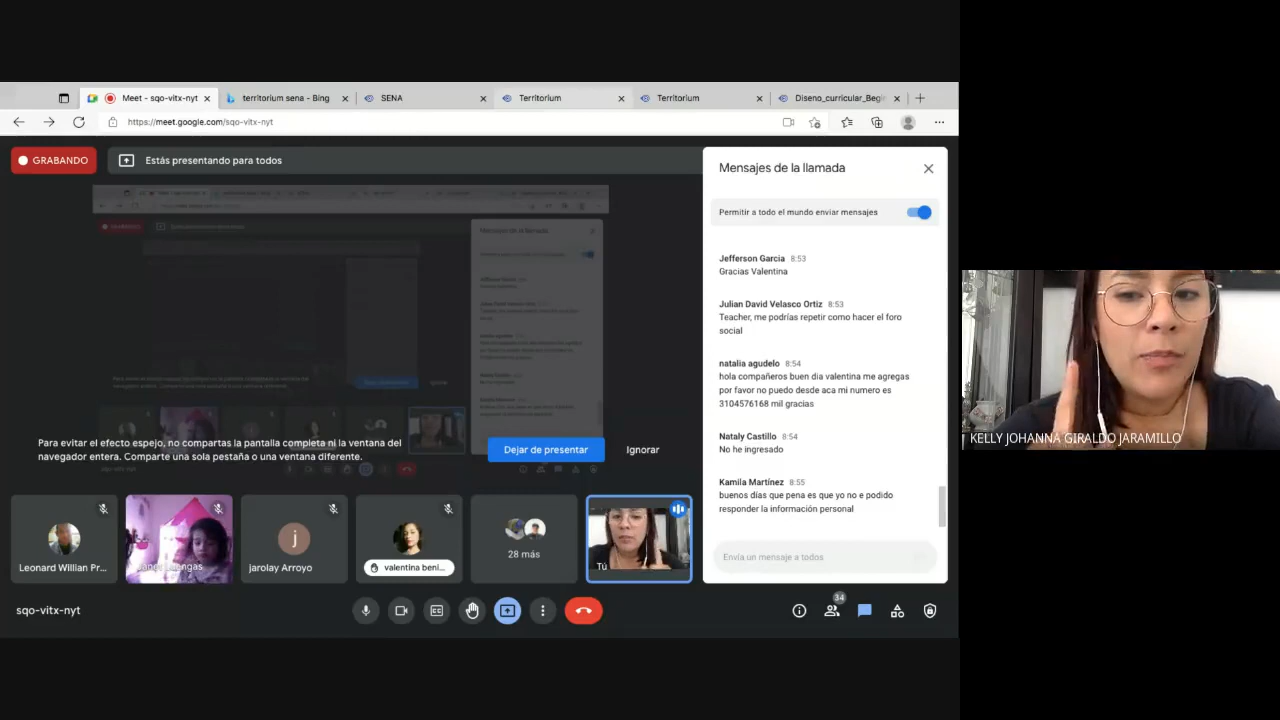 Meet - sqo-vitx-nyt
territorium sena - Bing
SENA
Territorium
Territorium
Diseno_curricular_Begi
https://meet.google.com/sqo-vitx-nyt
GRABANDO
Estás presentando para todos
Mensajes de la llamada
Permitir a todo el mundo enviar mensajes
Jefferson Garcia 8:53
Gracias Valentina
Julian David Velasco Ortiz 8:53
Teacher, me podrías repetir como hacer el foro
social
natalia agudelo 8:54
hola compañeros buen dia valentina me agregas
por favor no puedo desde aca mi numero es
3104576168 mil gracias
Nataly Castillo 8:54
No he ingresado
Kamila Martínez 8:55
buenos días que pena es que yo no e podido
responder la información personal
Envía un mensaje a todos
Para evitar el efecto espejo, no compartas la pantalla completa ni la ventana del
navegador entera. Comparte una sola pestaña o una ventana diferente.
Dejar de presentar
Ignorar
Leonard Willian Pr...
jarolay Arroyo
j
valentina beni...
28 más
Tú
sqo-vitx-nyt
34
KELLY JOHANNA GIRALDO JARAMILLO